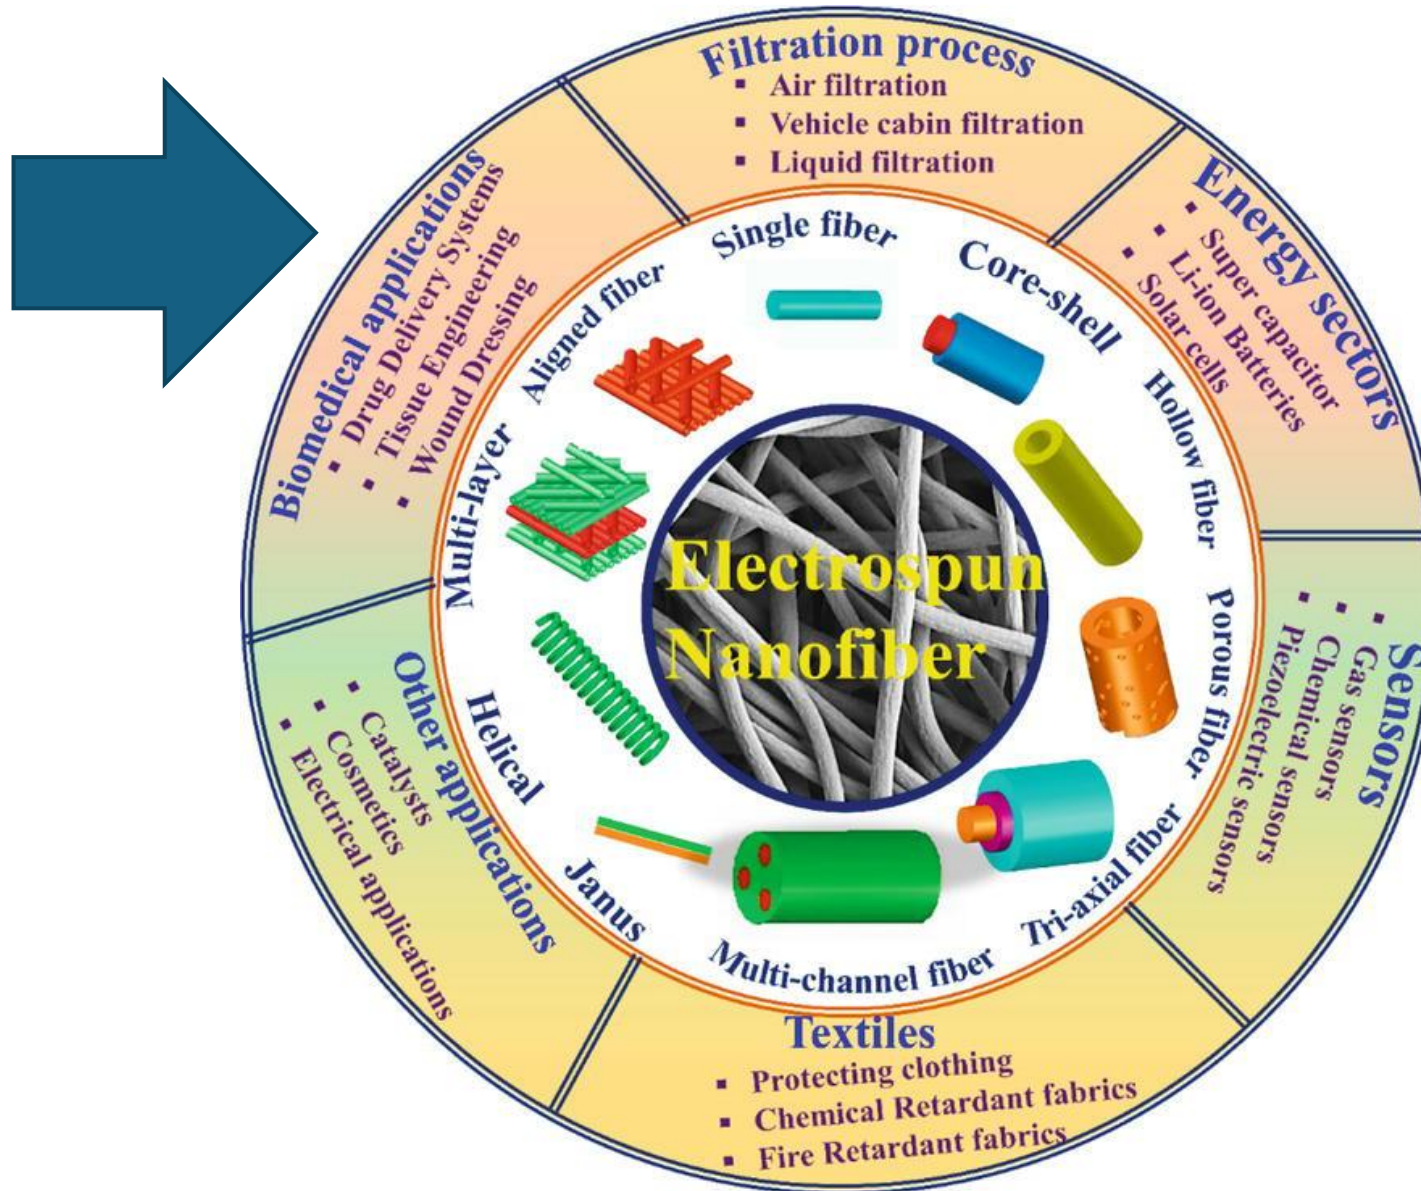 Filtration process
▪ Air filtration
▪ Vehicle cabin filtration
▪ Liquid filtration
Energy sectors
▪ Super capacitor
▪ Li-ion Batteries
▪ Solar cells
Sensors
▪ Gas sensors
▪ Chemical sensors
▪ Piezoelectric sensors
Textiles
▪ Protecting clothing
▪ Chemical Retardant fabrics
▪ Fire Retardant fabrics
Other applications
▪ Catalysts
▪ Cosmetics
▪ Electrical applications
Biomedical applications
▪ Drug Delivery Systems
▪ Tissue Engineering
▪ Wound Dressing
Single fiber
Core-shell
Hollow fiber
Porous fiber
Tri-axial fiber
Multi-channel fiber
Janus
Helical
Multi-layer
Aligned fiber
Electrospun
Nanofiber